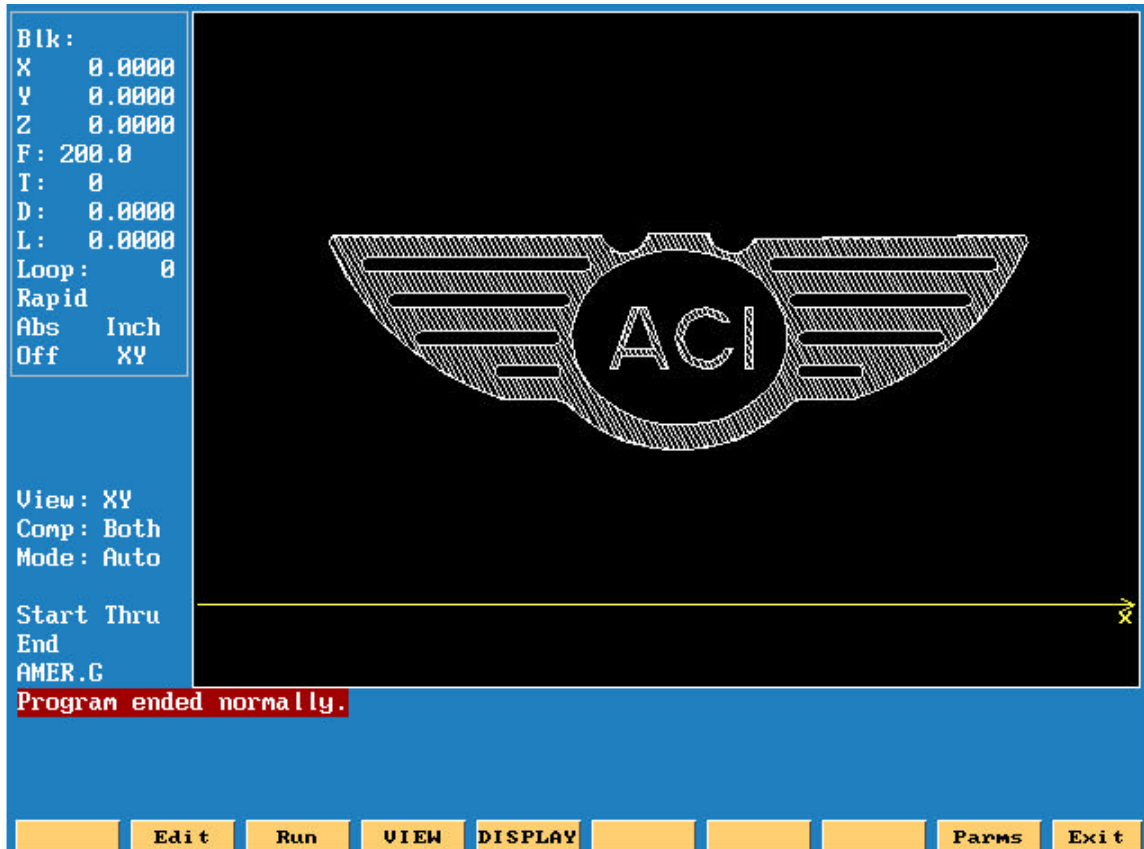 Blk:
X 0.0000
Y 0.0000
Z 0.0000
F: 200.0
T: 0
D: 0.0000
L: 0.0000
Loop: 0
Rapid
Abs Inch
Off XY
View: XY
Comp: Both
Mode: Auto
Start Thru
End
AMER.G
ACI
X
Program ended normally.
Edit Run VIEW DISPLAY Parms Exit